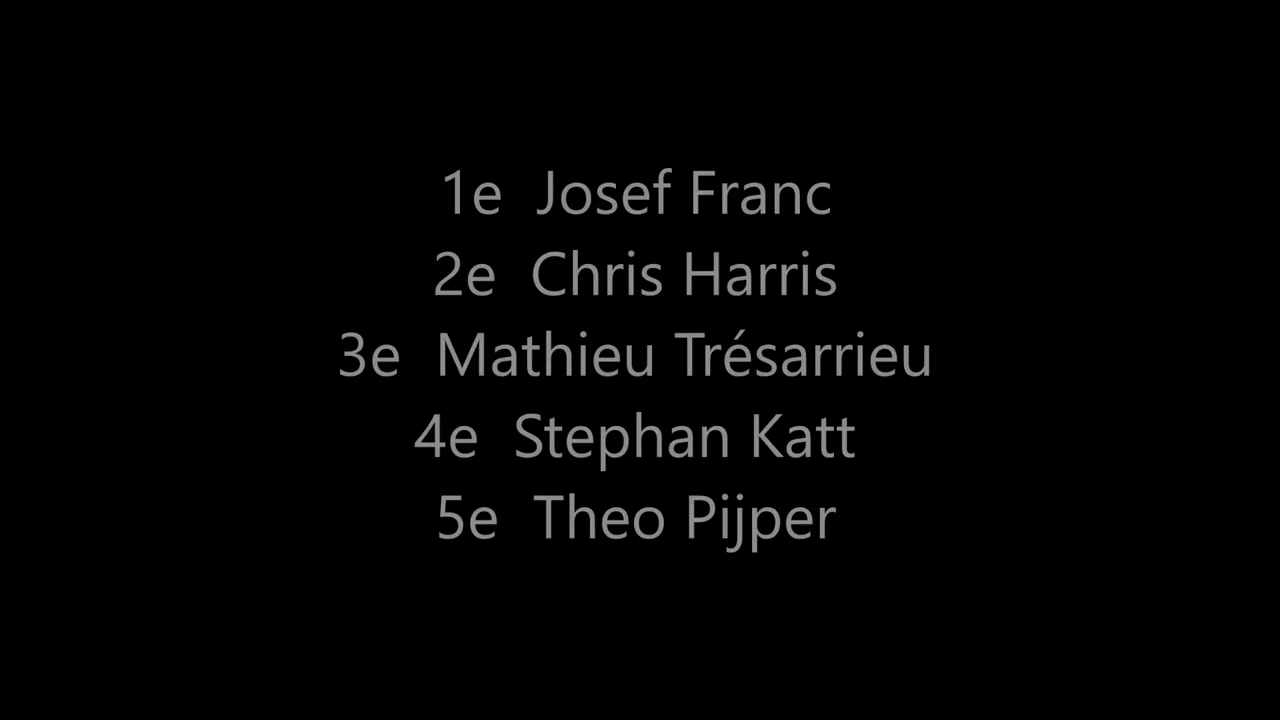 1e  Josef Franc
2e  Chris Harris
3e  Mathieu Trésarrieu
4e  Stephan Katt
5e  Theo Pijper